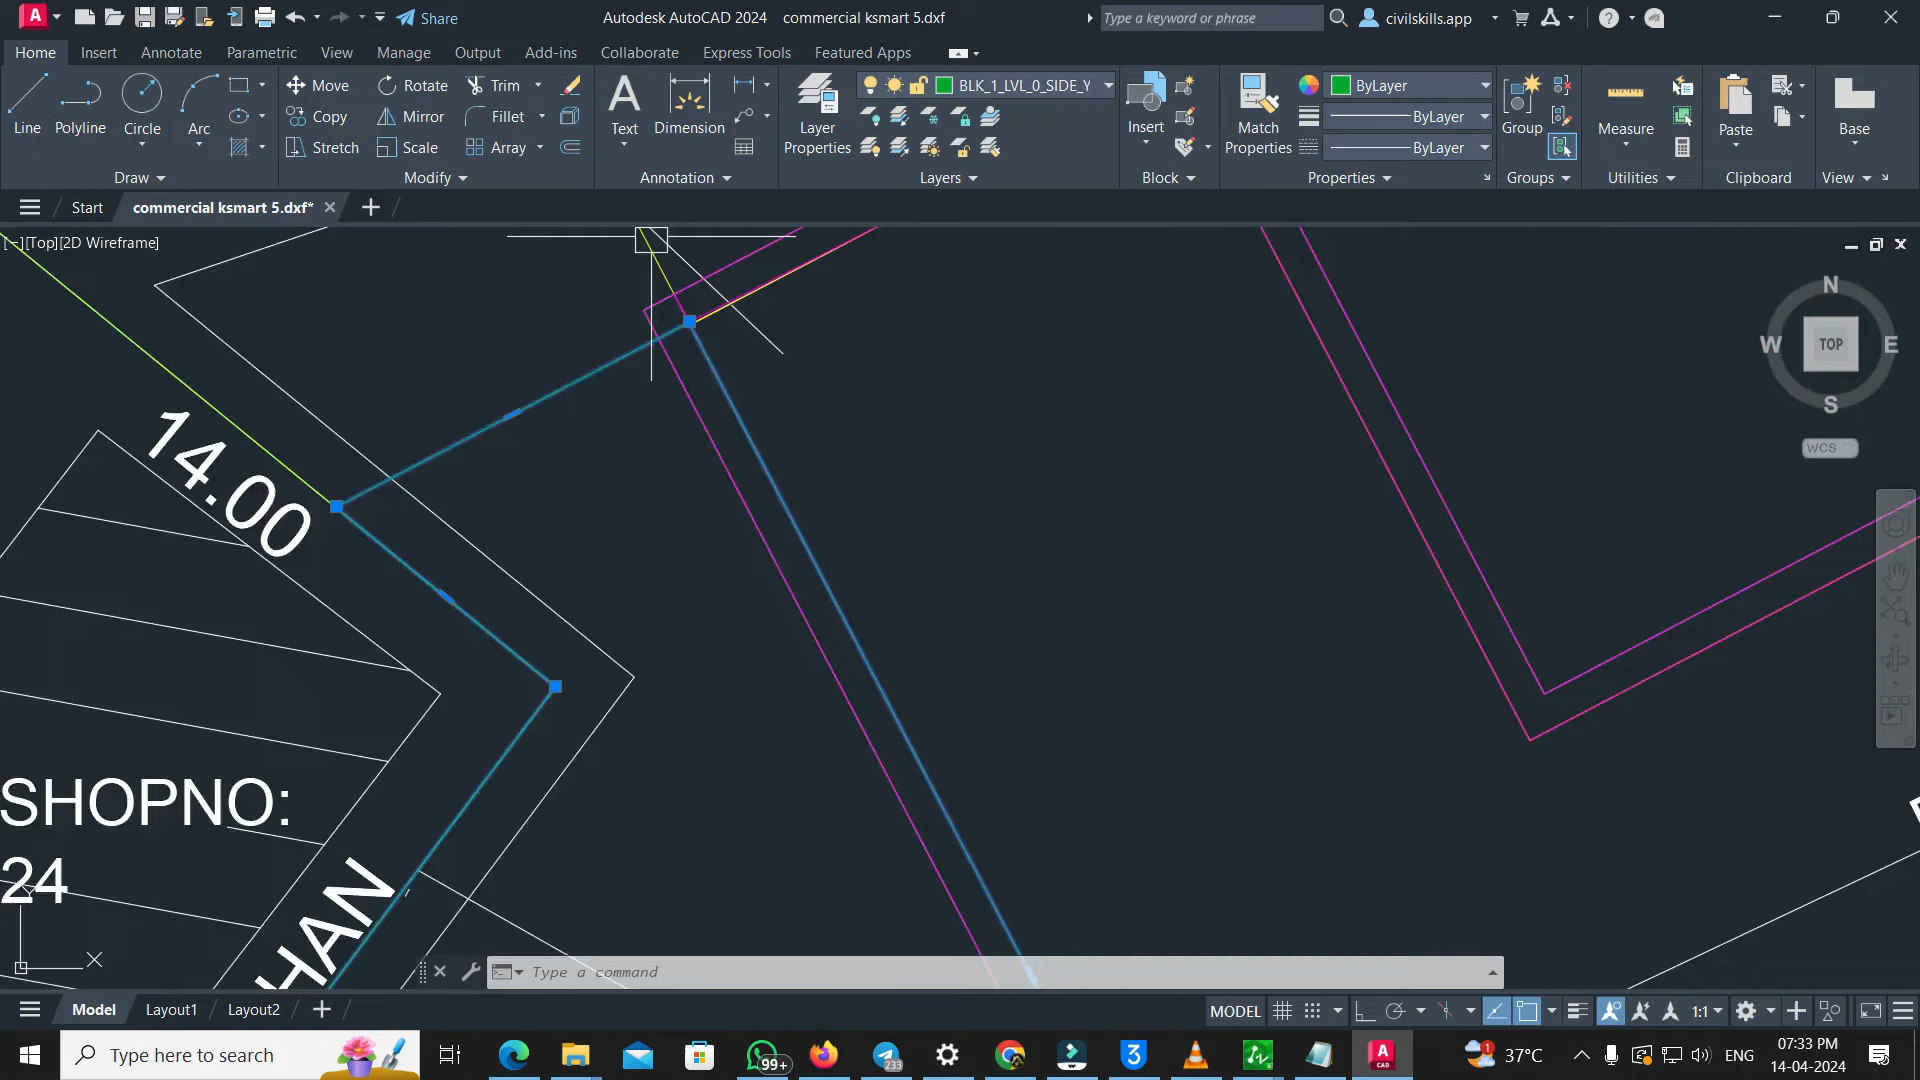 Share
Autodesk AutoCAD 2024 commercial ksmart 5.dxf
Type a keyword or phrase
civilskills.app
Home Insert Annotate Parametric View Manage Output Add-ins Collaborate Express Tools Featured Apps
Line Polyline Circle Arc
Move Rotate Trim
Copy Mirror Fillet
Stretch Scale Array
Text Dimension
Layer Properties
BLK_1_LVL_0_SIDE_Y
Insert
Match Properties
ByLayer
ByLayer
ByLayer
Group
Measure
Paste
Base
Draw Modify Annotation Layers Block Properties Groups Utilities Clipboard View
Start commercial ksmart 5.dxf*
[−][Top][2D Wireframe]
N
W TOP E
S
WCS
14.00
SHOPNO:
24
HAN
Type a command
Model Layout1 Layout2
MODEL 1:1
Type here to search
99+
233
CAD
1
37°C
ENG
07:33 PM
14-04-2024